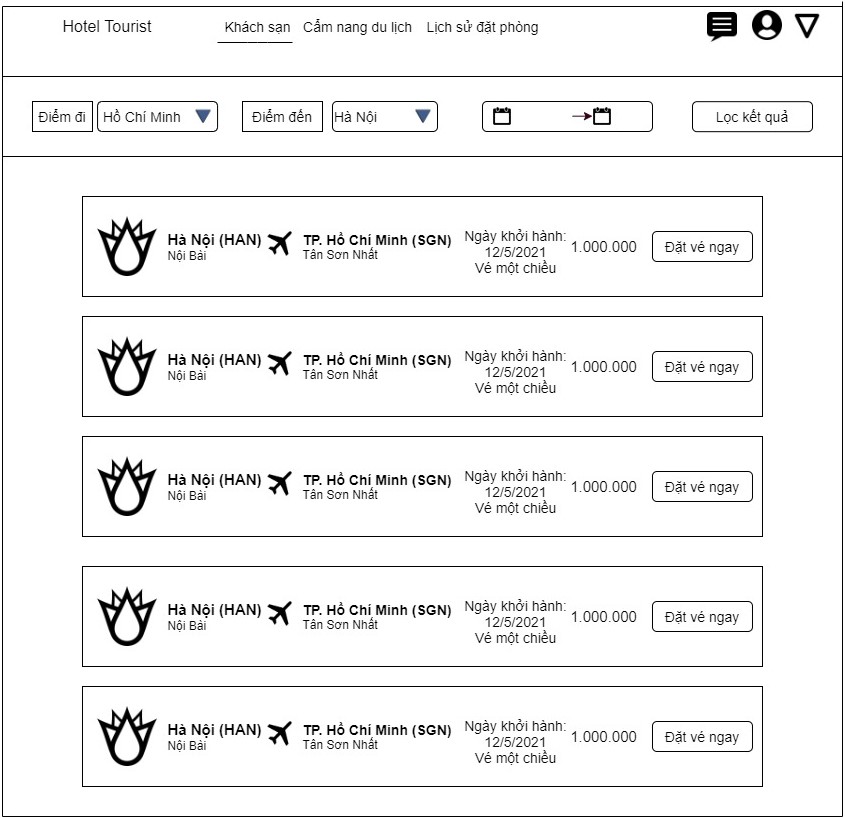 Hotel Tourist
Khách sạn
Cẩm nang du lịch
Lịch sử đặt phòng
Điểm đi
Hồ Chí Minh
Điểm đến
Hà Nội
Lọc kết quả
Hà Nội (HAN)
Nội Bài
TP. Hồ Chí Minh (SGN)
Tân Sơn Nhất
Ngày khởi hành:
12/5/2021
Vé một chiều
1.000.000
Đặt vé ngay
Hà Nội (HAN)
Nội Bài
TP. Hồ Chí Minh (SGN)
Tân Sơn Nhất
Ngày khởi hành:
12/5/2021
Vé một chiều
1.000.000
Đặt vé ngay
Hà Nội (HAN)
Nội Bài
TP. Hồ Chí Minh (SGN)
Tân Sơn Nhất
Ngày khởi hành:
12/5/2021
Vé một chiều
1.000.000
Đặt vé ngay
Hà Nội (HAN)
Nội Bài
TP. Hồ Chí Minh (SGN)
Tân Sơn Nhất
Ngày khởi hành:
12/5/2021
Vé một chiều
1.000.000
Đặt vé ngay
Hà Nội (HAN)
Nội Bài
TP. Hồ Chí Minh (SGN)
Tân Sơn Nhất
Ngày khởi hành:
12/5/2021
Vé một chiều
1.000.000
Đặt vé ngay